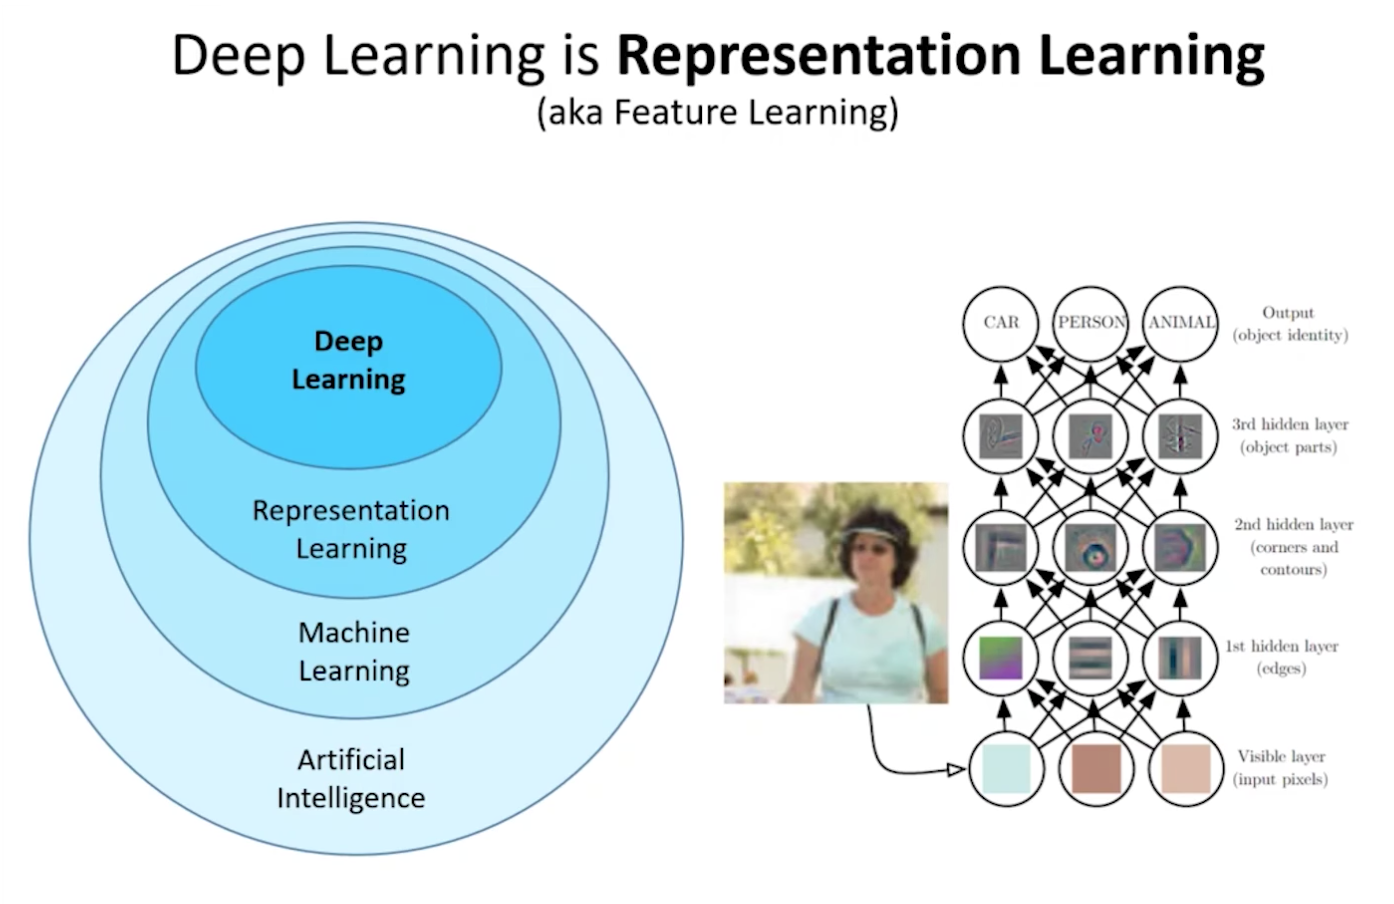 Deep Learning is Representation Learning
(aka Feature Learning)
Deep
Learning
Representation
Learning
Machine
Learning
Artificial
Intelligence
CAR
PERSON
ANIMAL
Output
(object identity)
3rd hidden layer
(object parts)
2nd hidden layer
(corners and
contours)
1st hidden layer
(edges)
Visible layer
(input pixels)